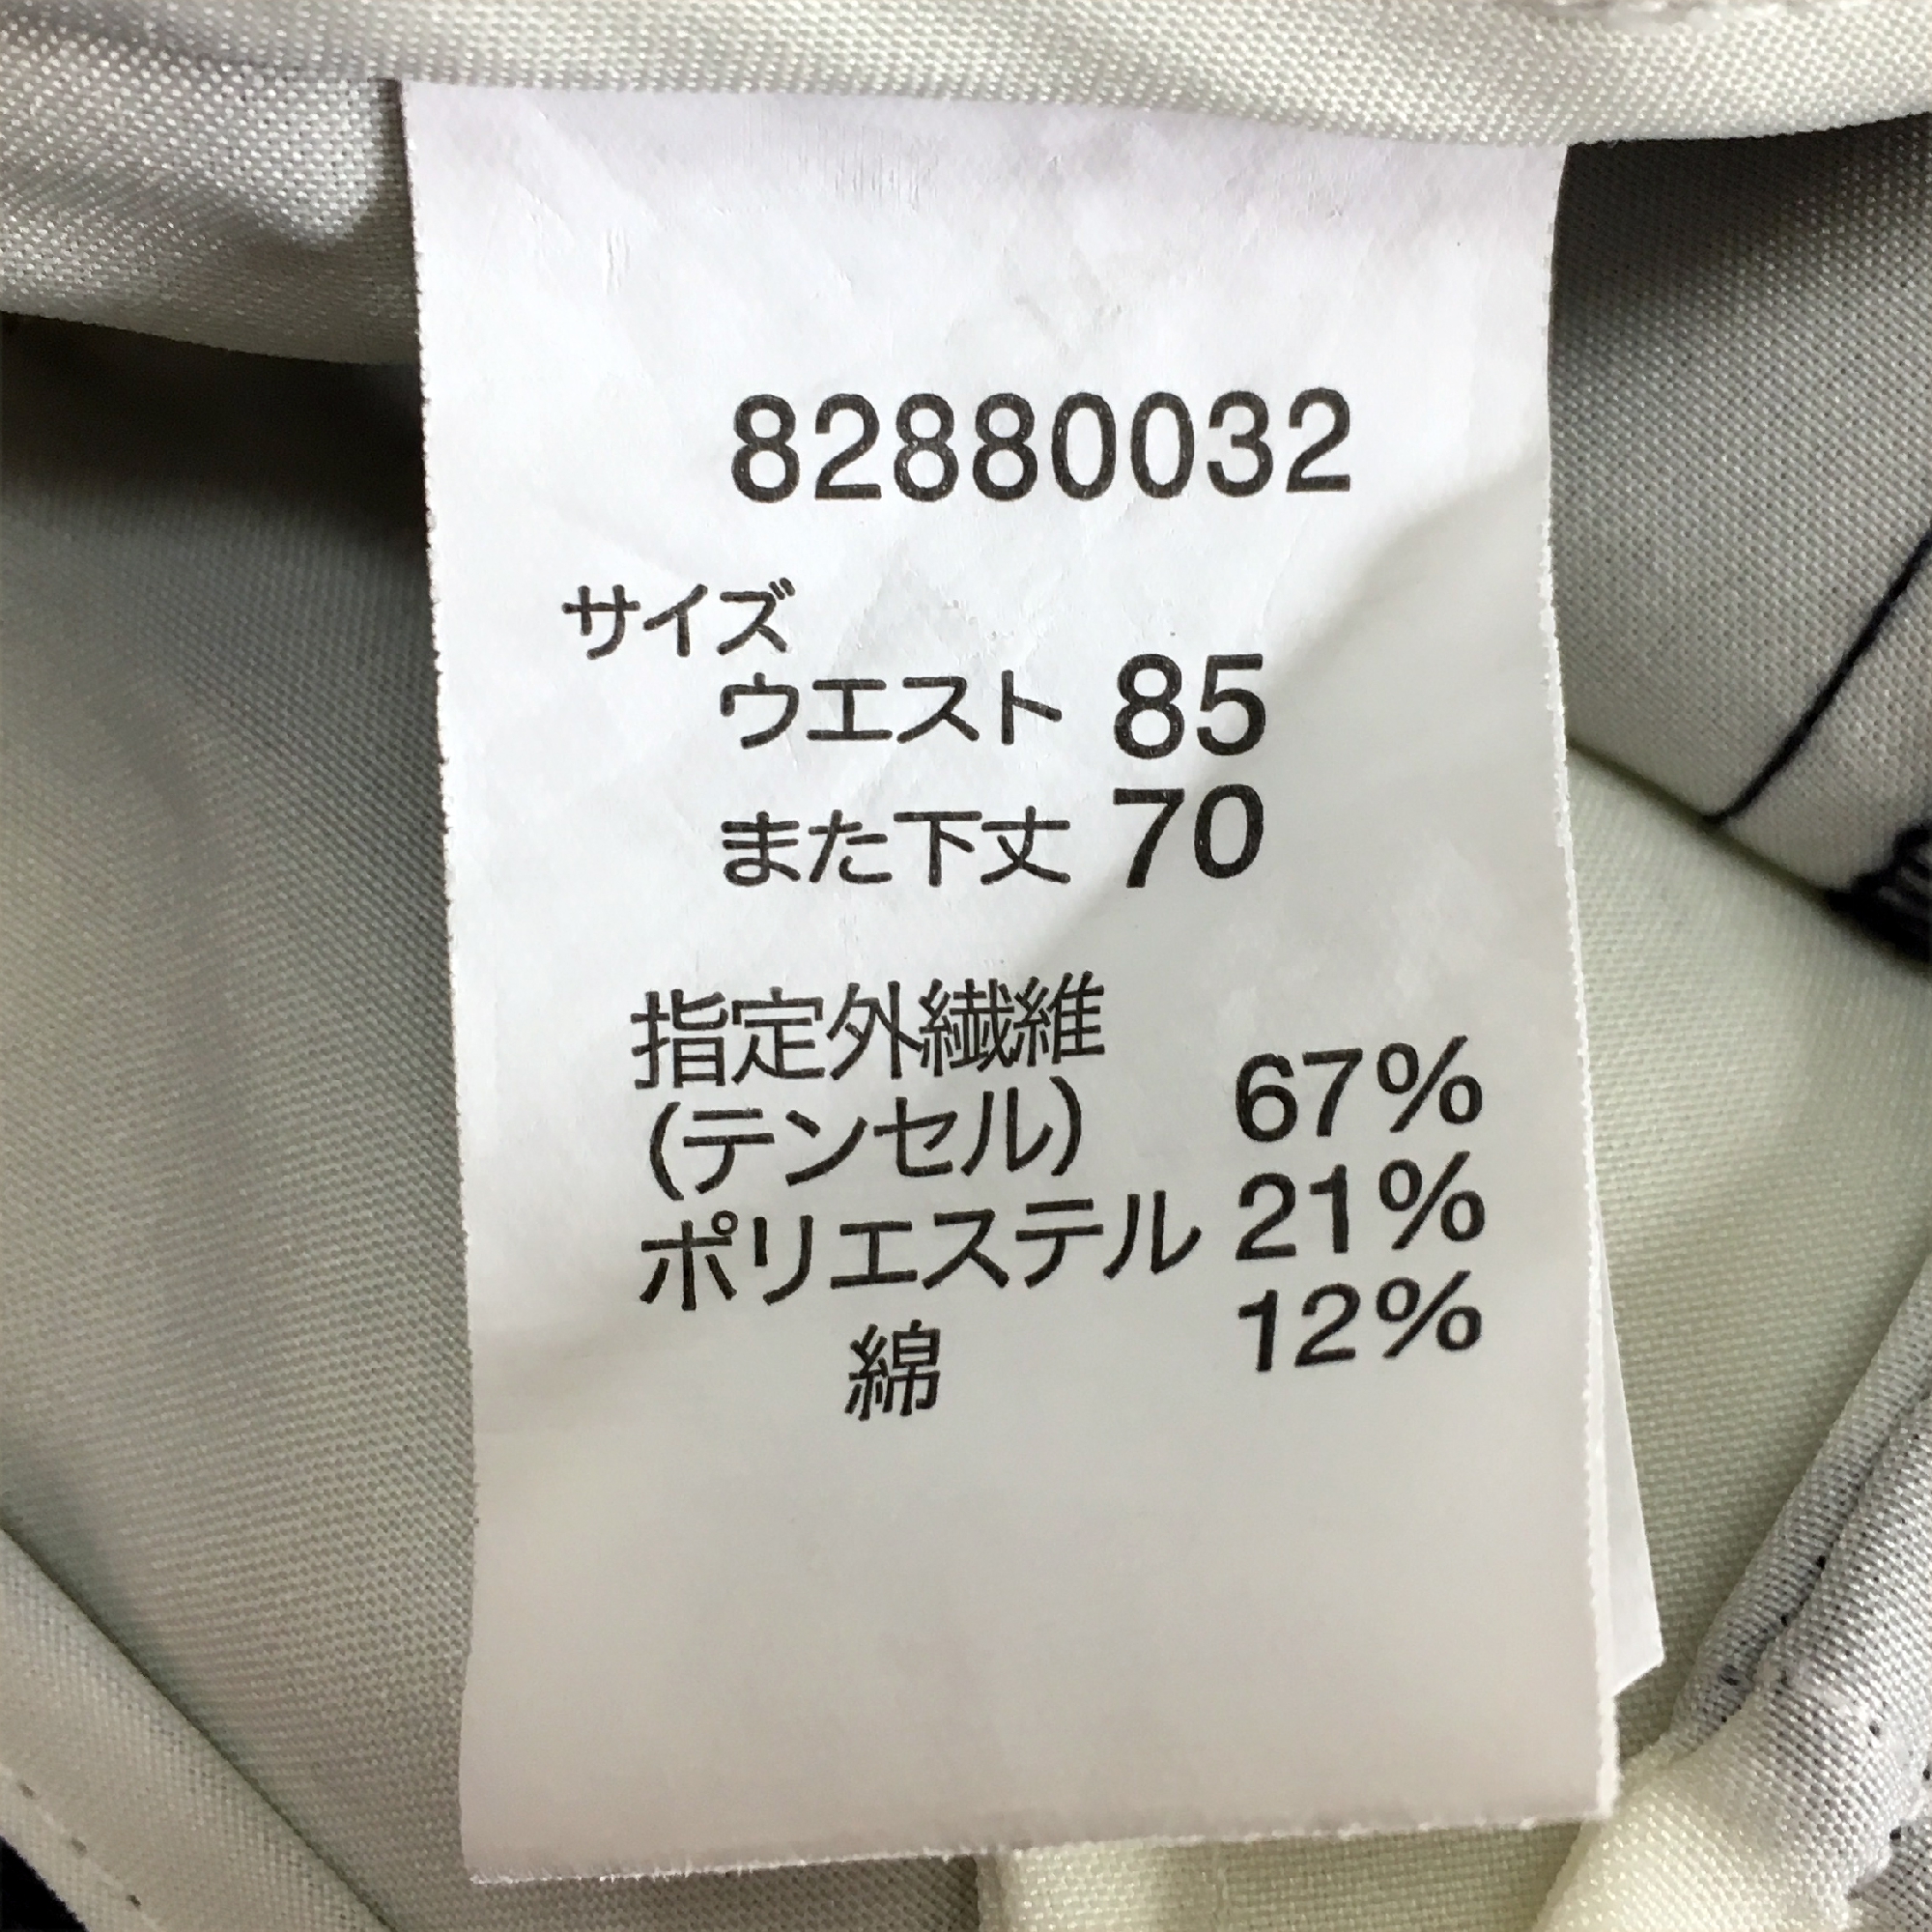 82880032
サイズ
ウエスト 85
また下丈 70
指定外繊維
(テンセル) 67%
ポリエステル 21%
綿 12%